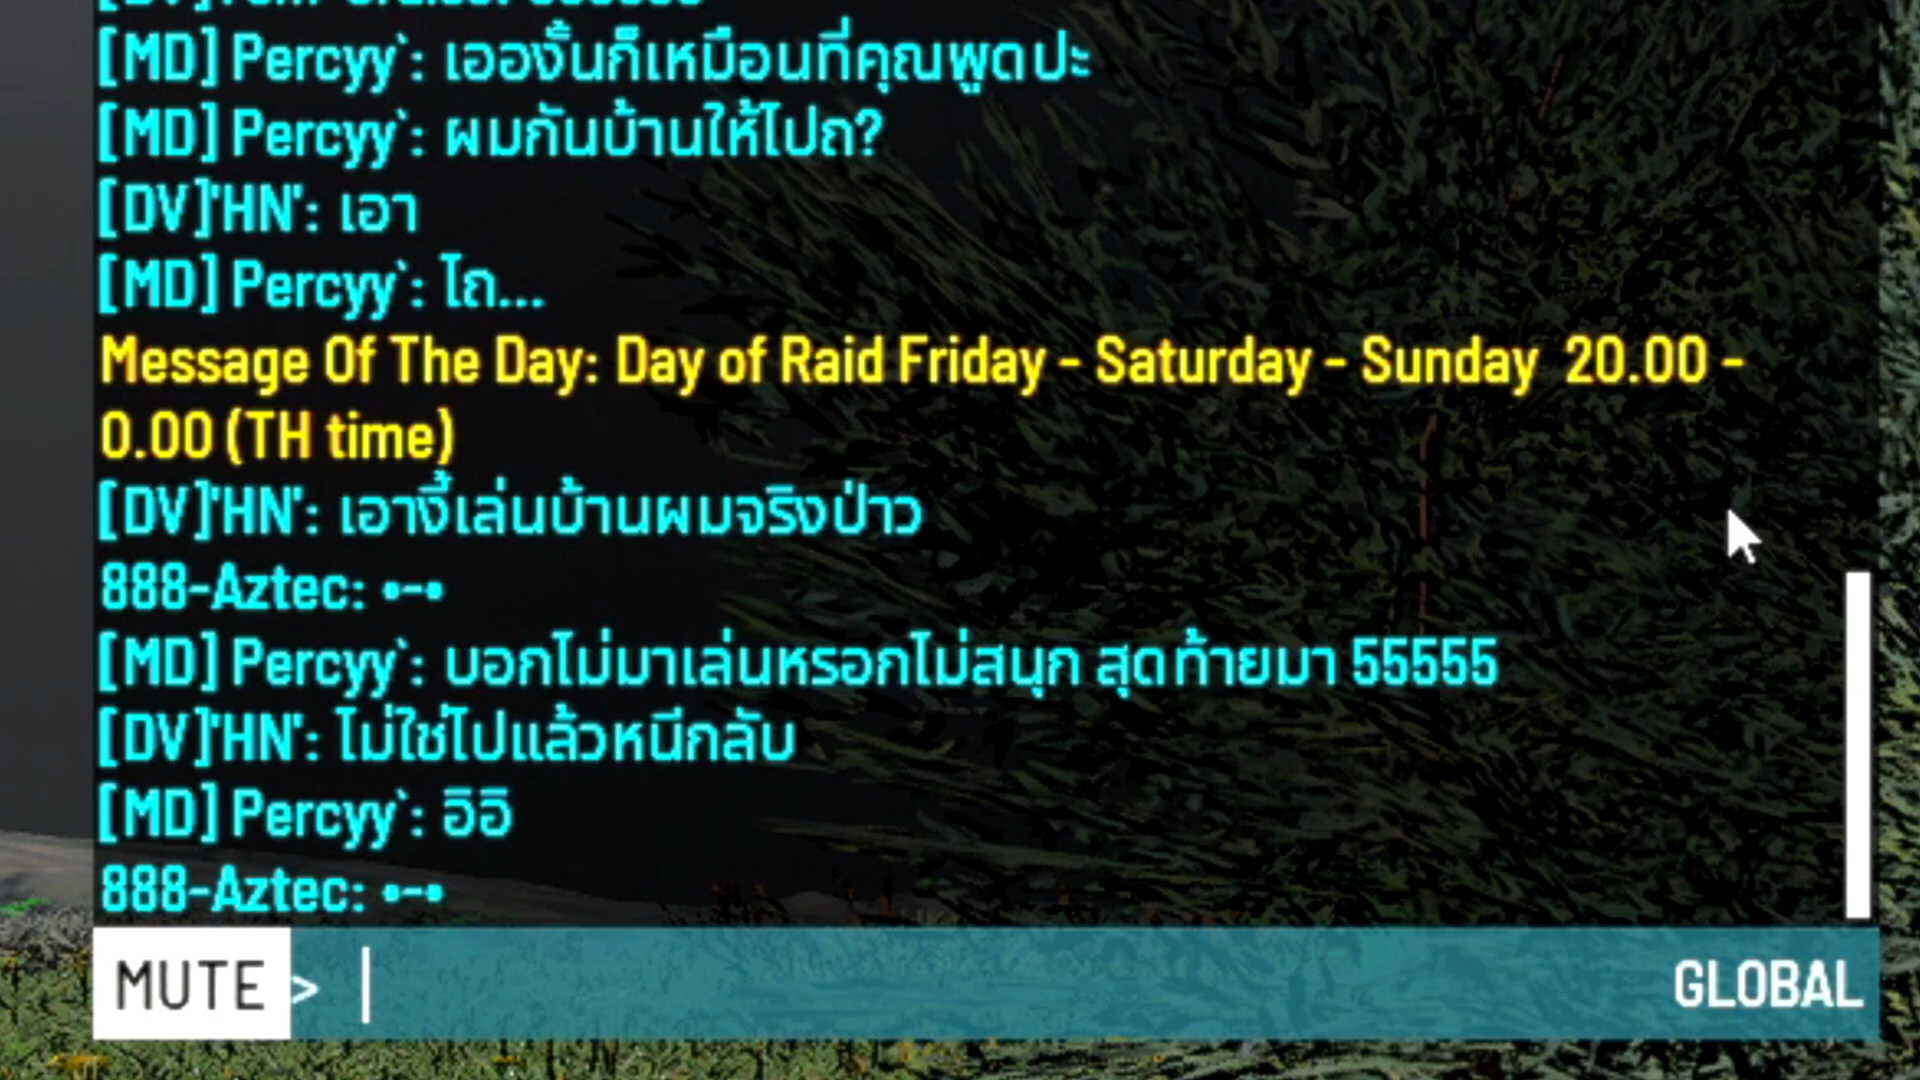 [MD] Percyy`: เอองั้นก็เหมือนที่คุณพูดปะ
[MD] Percyy`: ผมกันบ้านให้ไปถ?
[DV]'HN': เอา
[MD] Percyy`: ไถ...
Message Of The Day: Day of Raid Friday - Saturday - Sunday 20.00 -
0.00 (TH time)
[DV]'HN': เอางี้เล่นบ้านผมจริงป่าว
888-Aztec: •-•
[MD] Percyy`: บอกไม่มาเล่นหรอกไม่สนุก สุดท้ายมา 55555
[DV]'HN': ไม่ใช่ไปแล้วหนีกลับ
[MD] Percyy`: อิอิ
888-Aztec: •-•
MUTE > GLOBAL